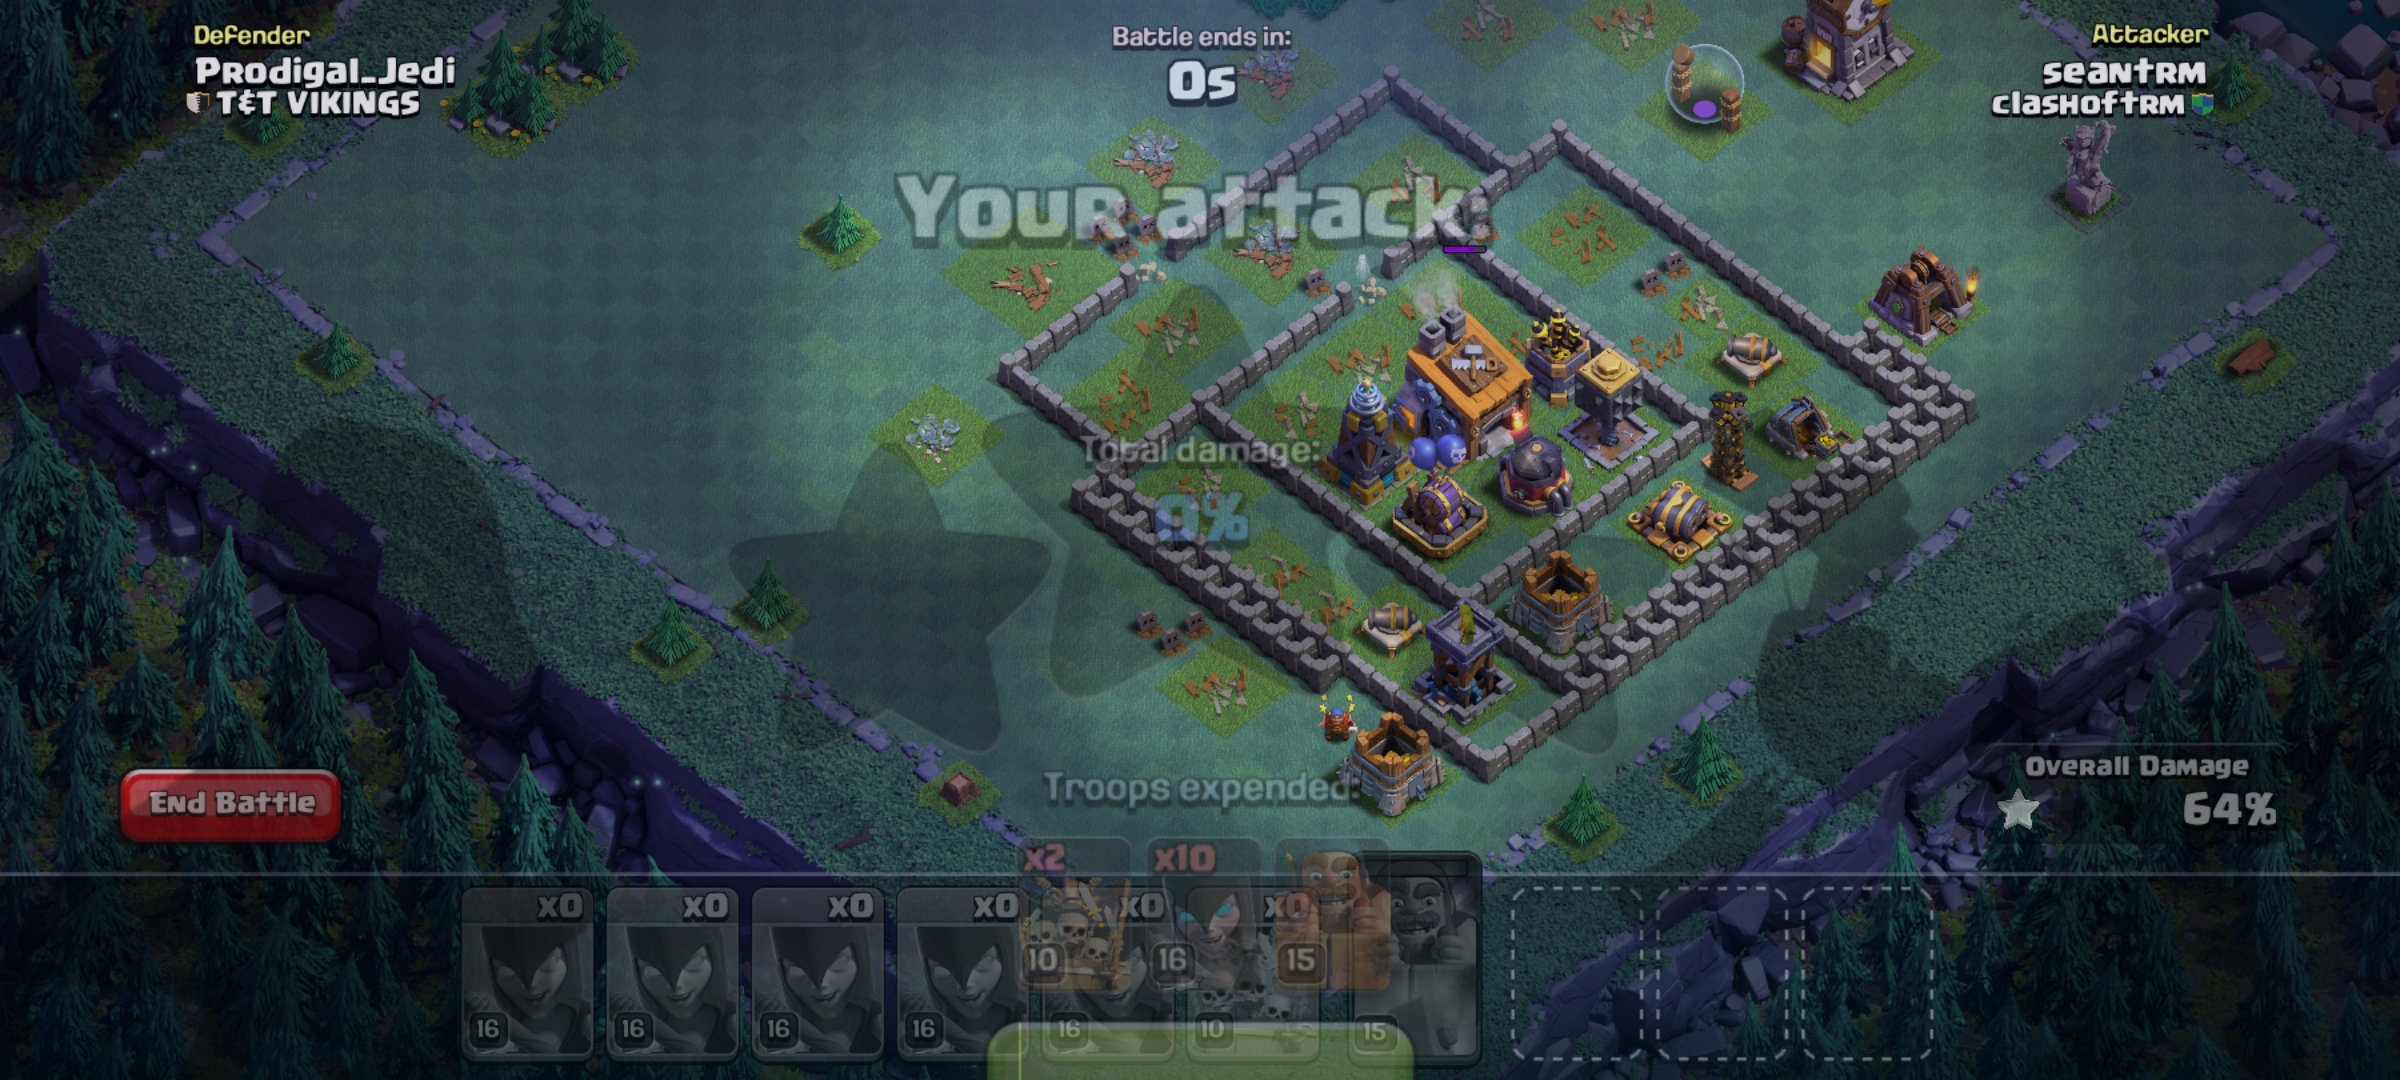 Defender
Prodigal_Jedi
T&T VIKINGS
Battle ends in:
0s
Attacker
seantrm
clashoftrm
Your attack:
Total damage:
0%
Troops expended:
End Battle
Overall Damage
64%
x2
x10
x0
x0
x0
x0
x0
x0
10
16
15
16
16
16
16
16
10
15